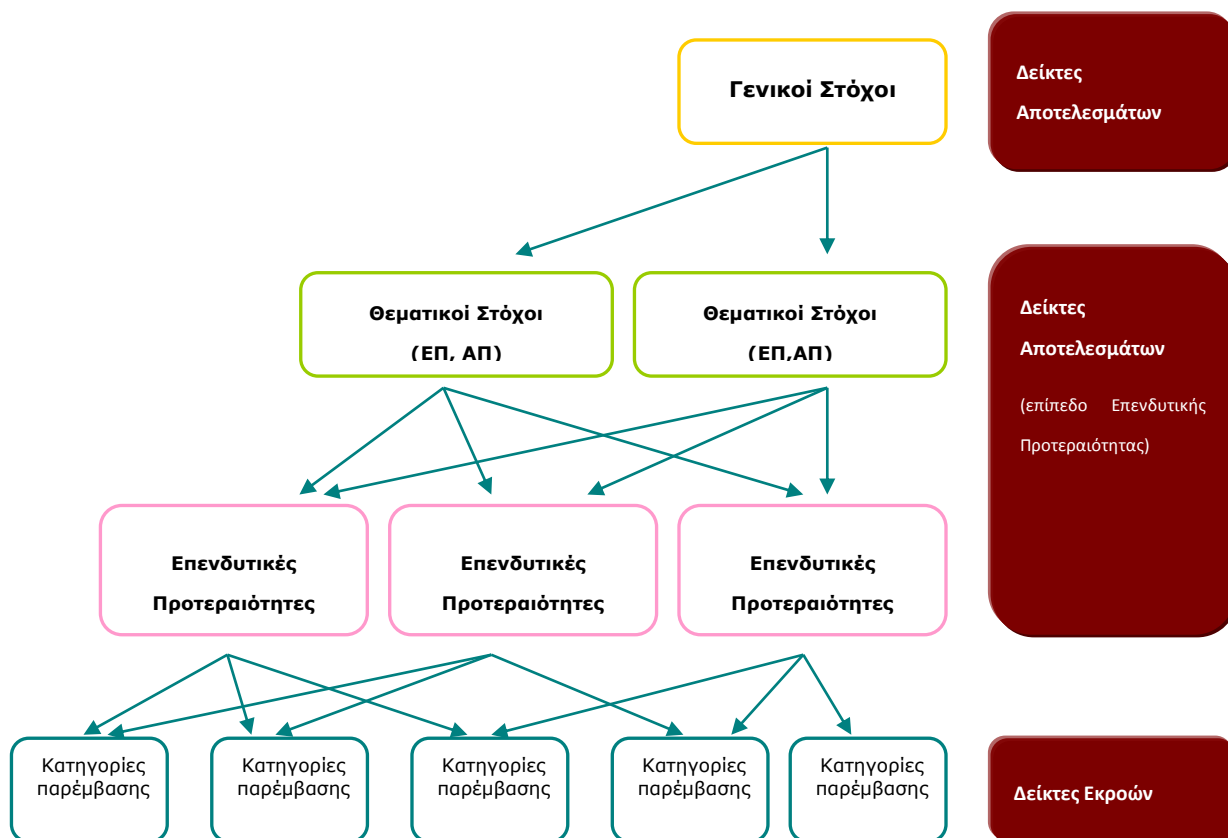 Γενικοί Στόχοι
Δείκτες
Αποτελεσμάτων
Θεματικοί Στόχοι
(ΕΠ, ΑΠ)
Θεματικοί Στόχοι
(ΕΠ,ΑΠ)
Δείκτες
Αποτελεσμάτων
(επίπεδο Επενδυτικής
Προτεραιότητας)
Επενδυτικές
Προτεραιότητες
Επενδυτικές
Προτεραιότητες
Επενδυτικές
Προτεραιότητες
Κατηγορίες
παρέμβασης
Κατηγορίες
παρέμβασης
Κατηγορίες
παρέμβασης
Κατηγορίες
παρέμβασης
Κατηγορίες
παρέμβασης
Δείκτες Εκροών